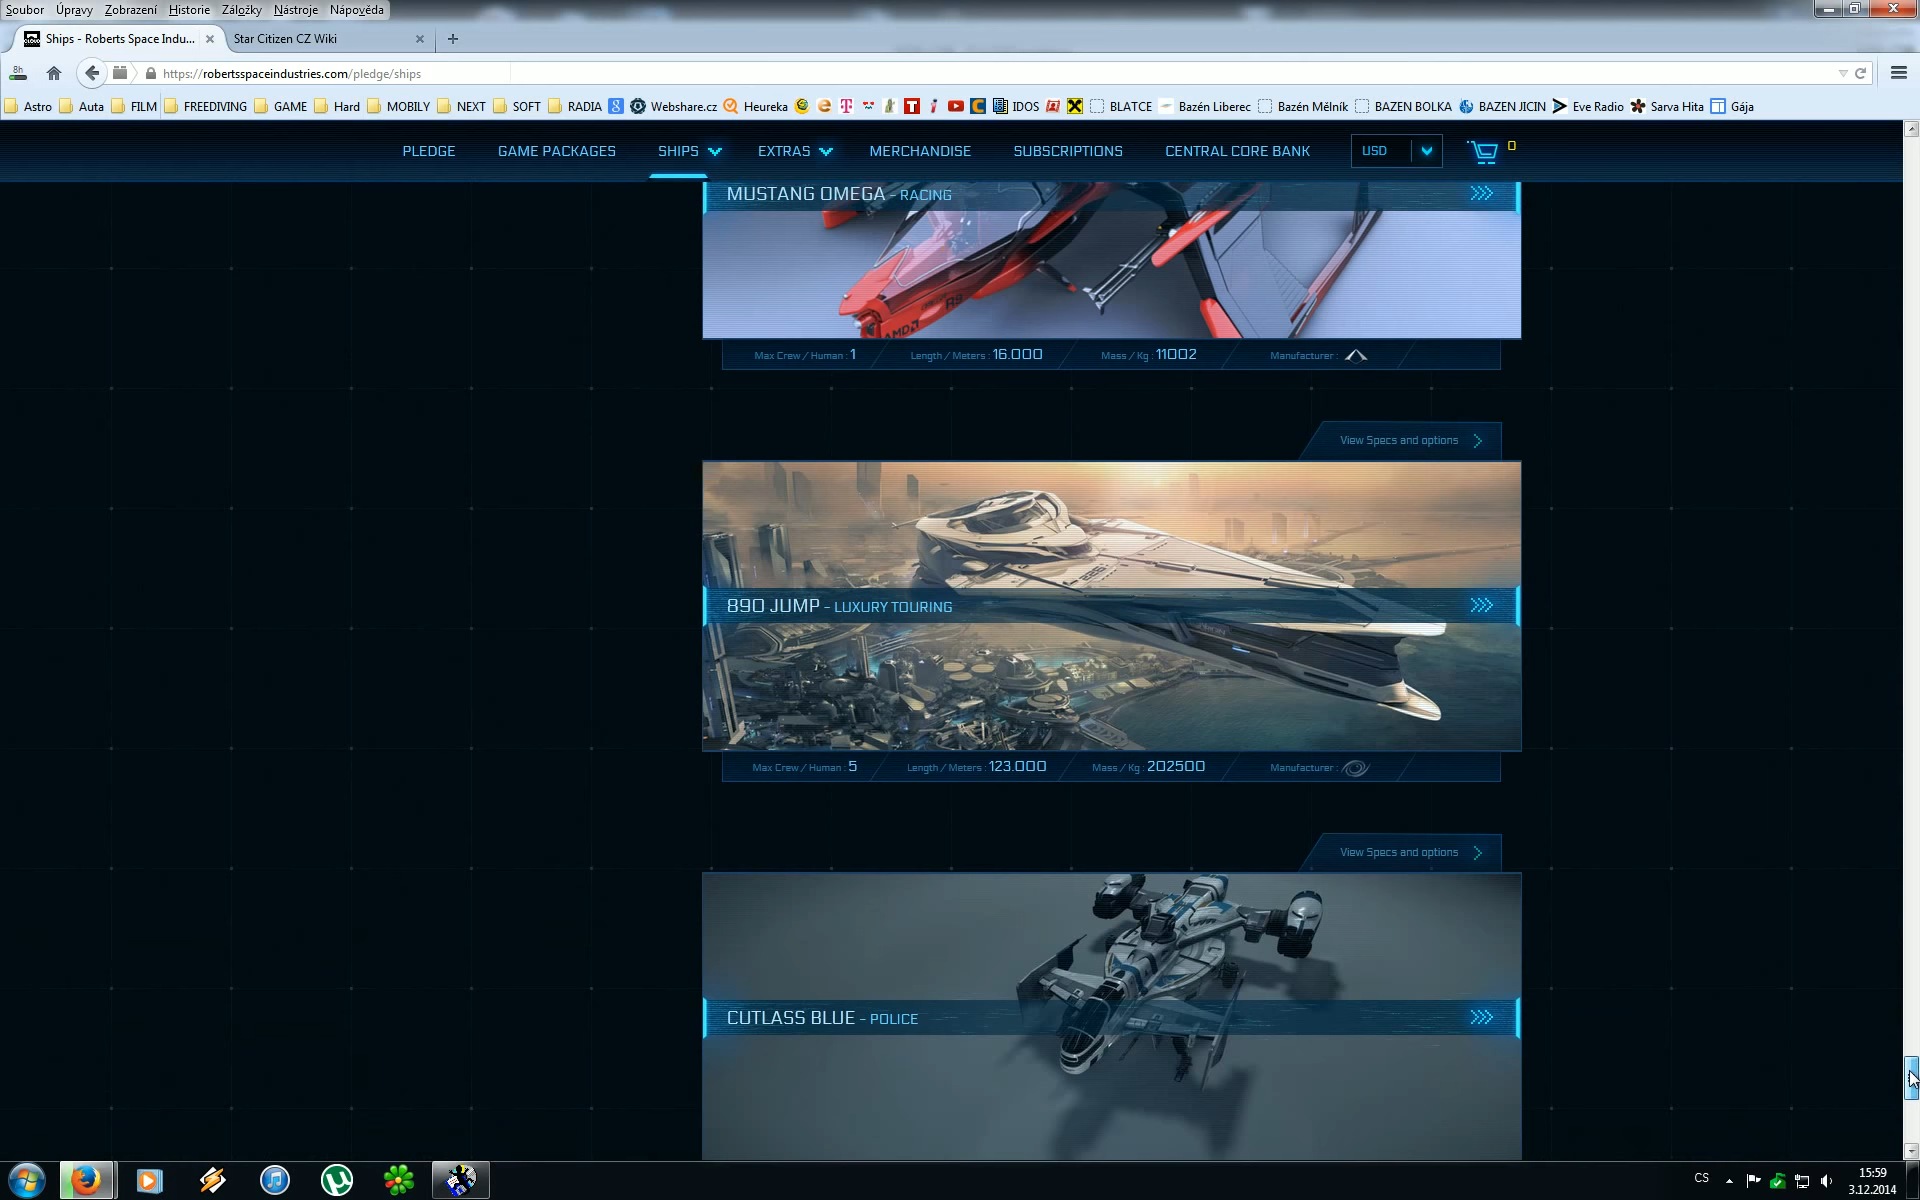 Soubor Úpravy Zobrazení Historie Záložky Nástroje Nápověda
Ships - Roberts Space Indu... Star Citizen CZ Wiki
8h https://robertsspaceindustries.com/pledge/ships
Astro Auta FILM FREEDIVING GAME Hard MOBILY NEXT SOFT RADIA Webshare.cz Heureka IDOS BLATCE Bazén Liberec Bazén Mělník BAZEN BOLKA BAZEN JICIN Eve Radio Sarva Hita Gája
PLEDGE GAME PACKAGES SHIPS EXTRAS MERCHANDISE SUBSCRIPTIONS CENTRAL CORE BANK USD 0
MUSTANG OMEGA - RACING
AMD R9
Max Crew / Human : 1 Length / Meters : 16.000 Mass / Kg : 11002 Manufacturer :
View Specs and options
890 JUMP - LUXURY TOURING
Max Crew / Human : 5 Length / Meters : 123.000 Mass / Kg : 202500 Manufacturer :
View Specs and options
CUTLASS BLUE - POLICE
CS 15:59
3.12.2014